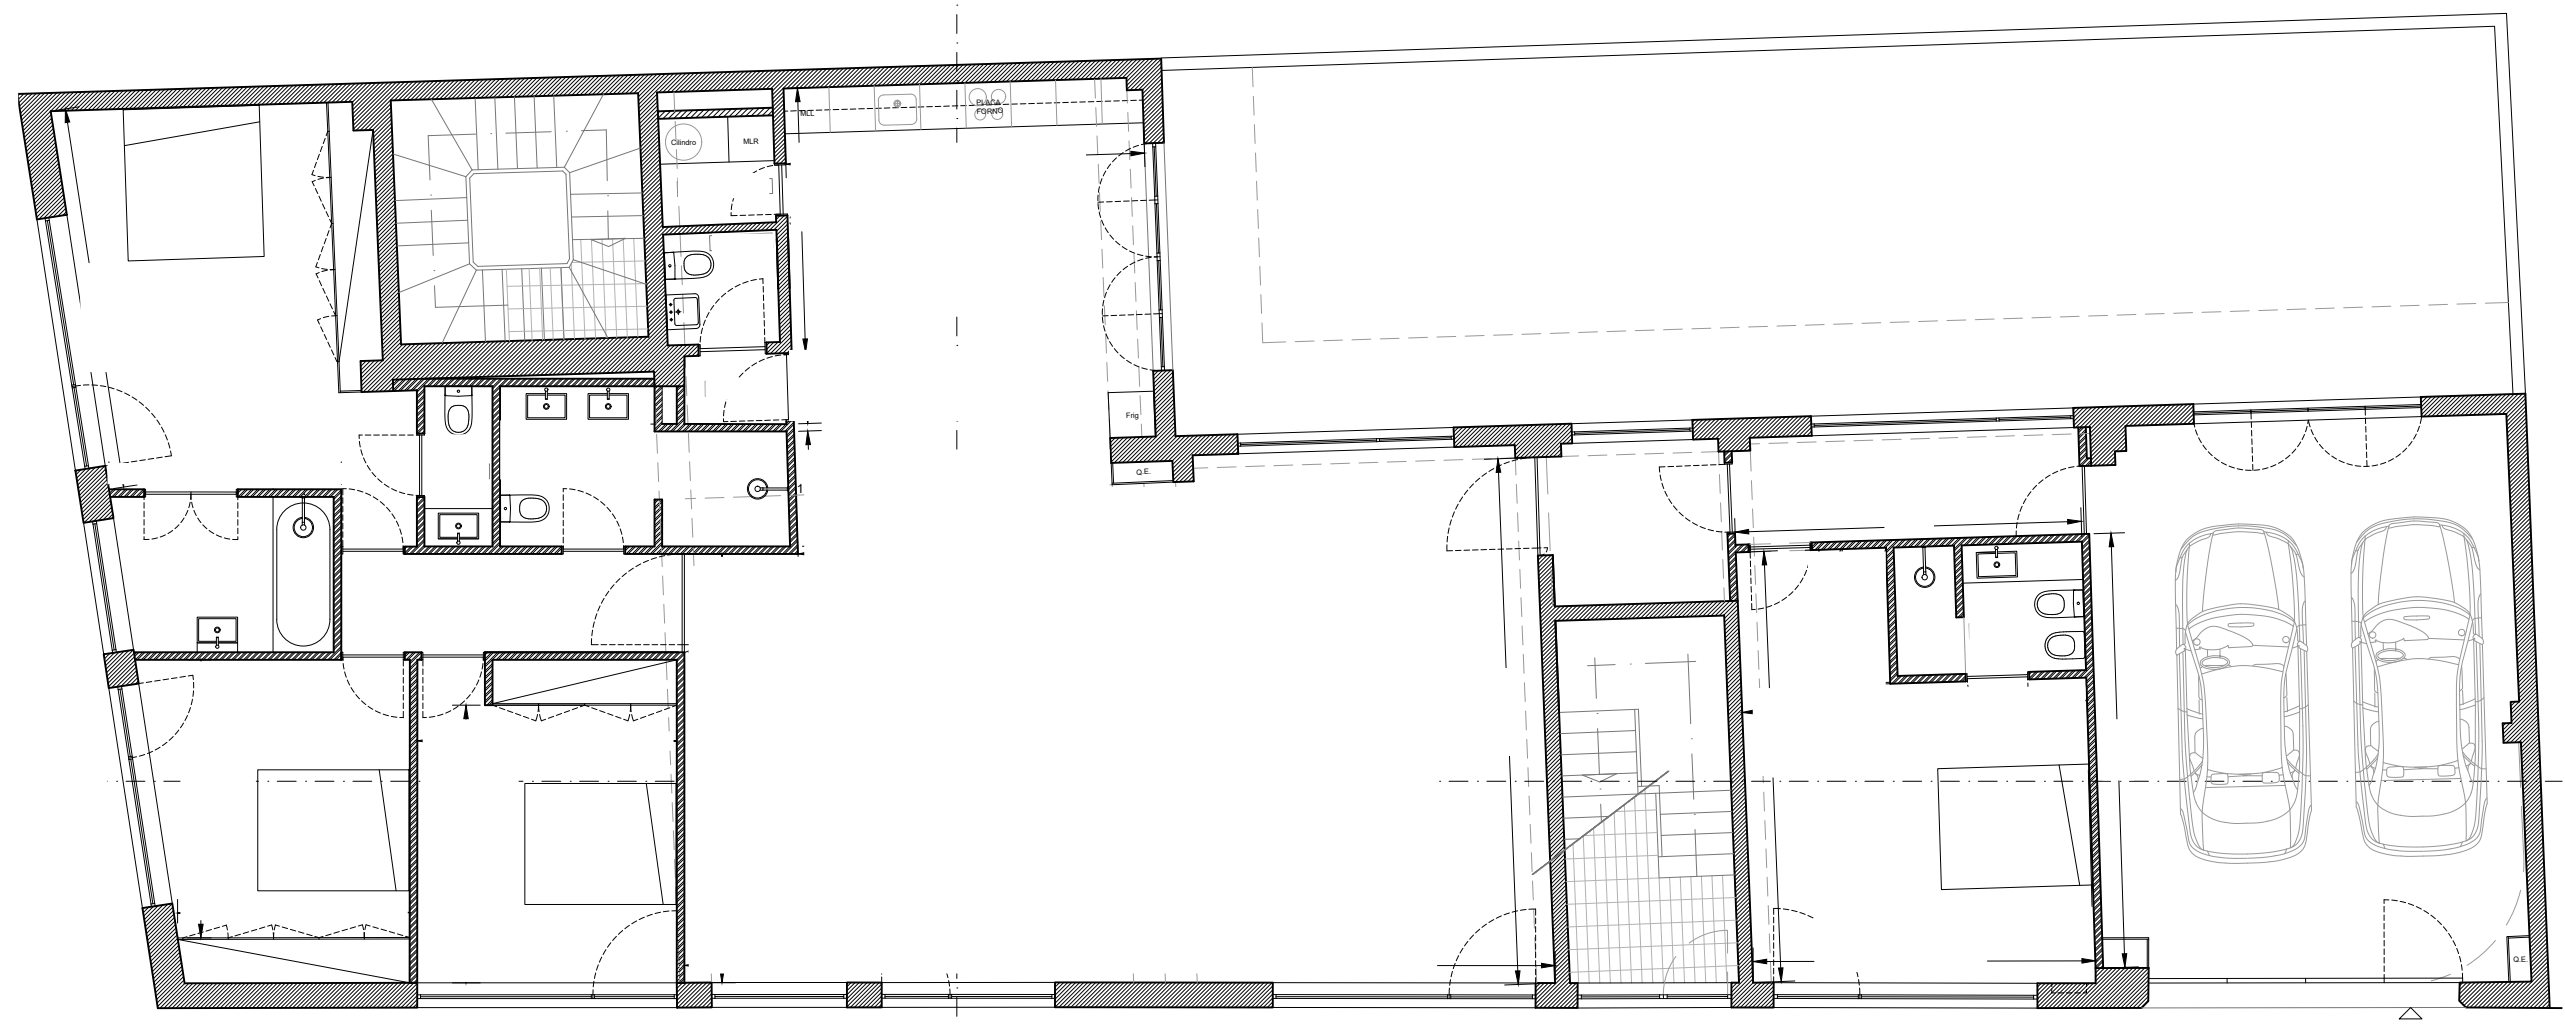 PLACA
FORNO
MLL
Cilindro
MLR
Frig
Q.E.
1
Q.E.